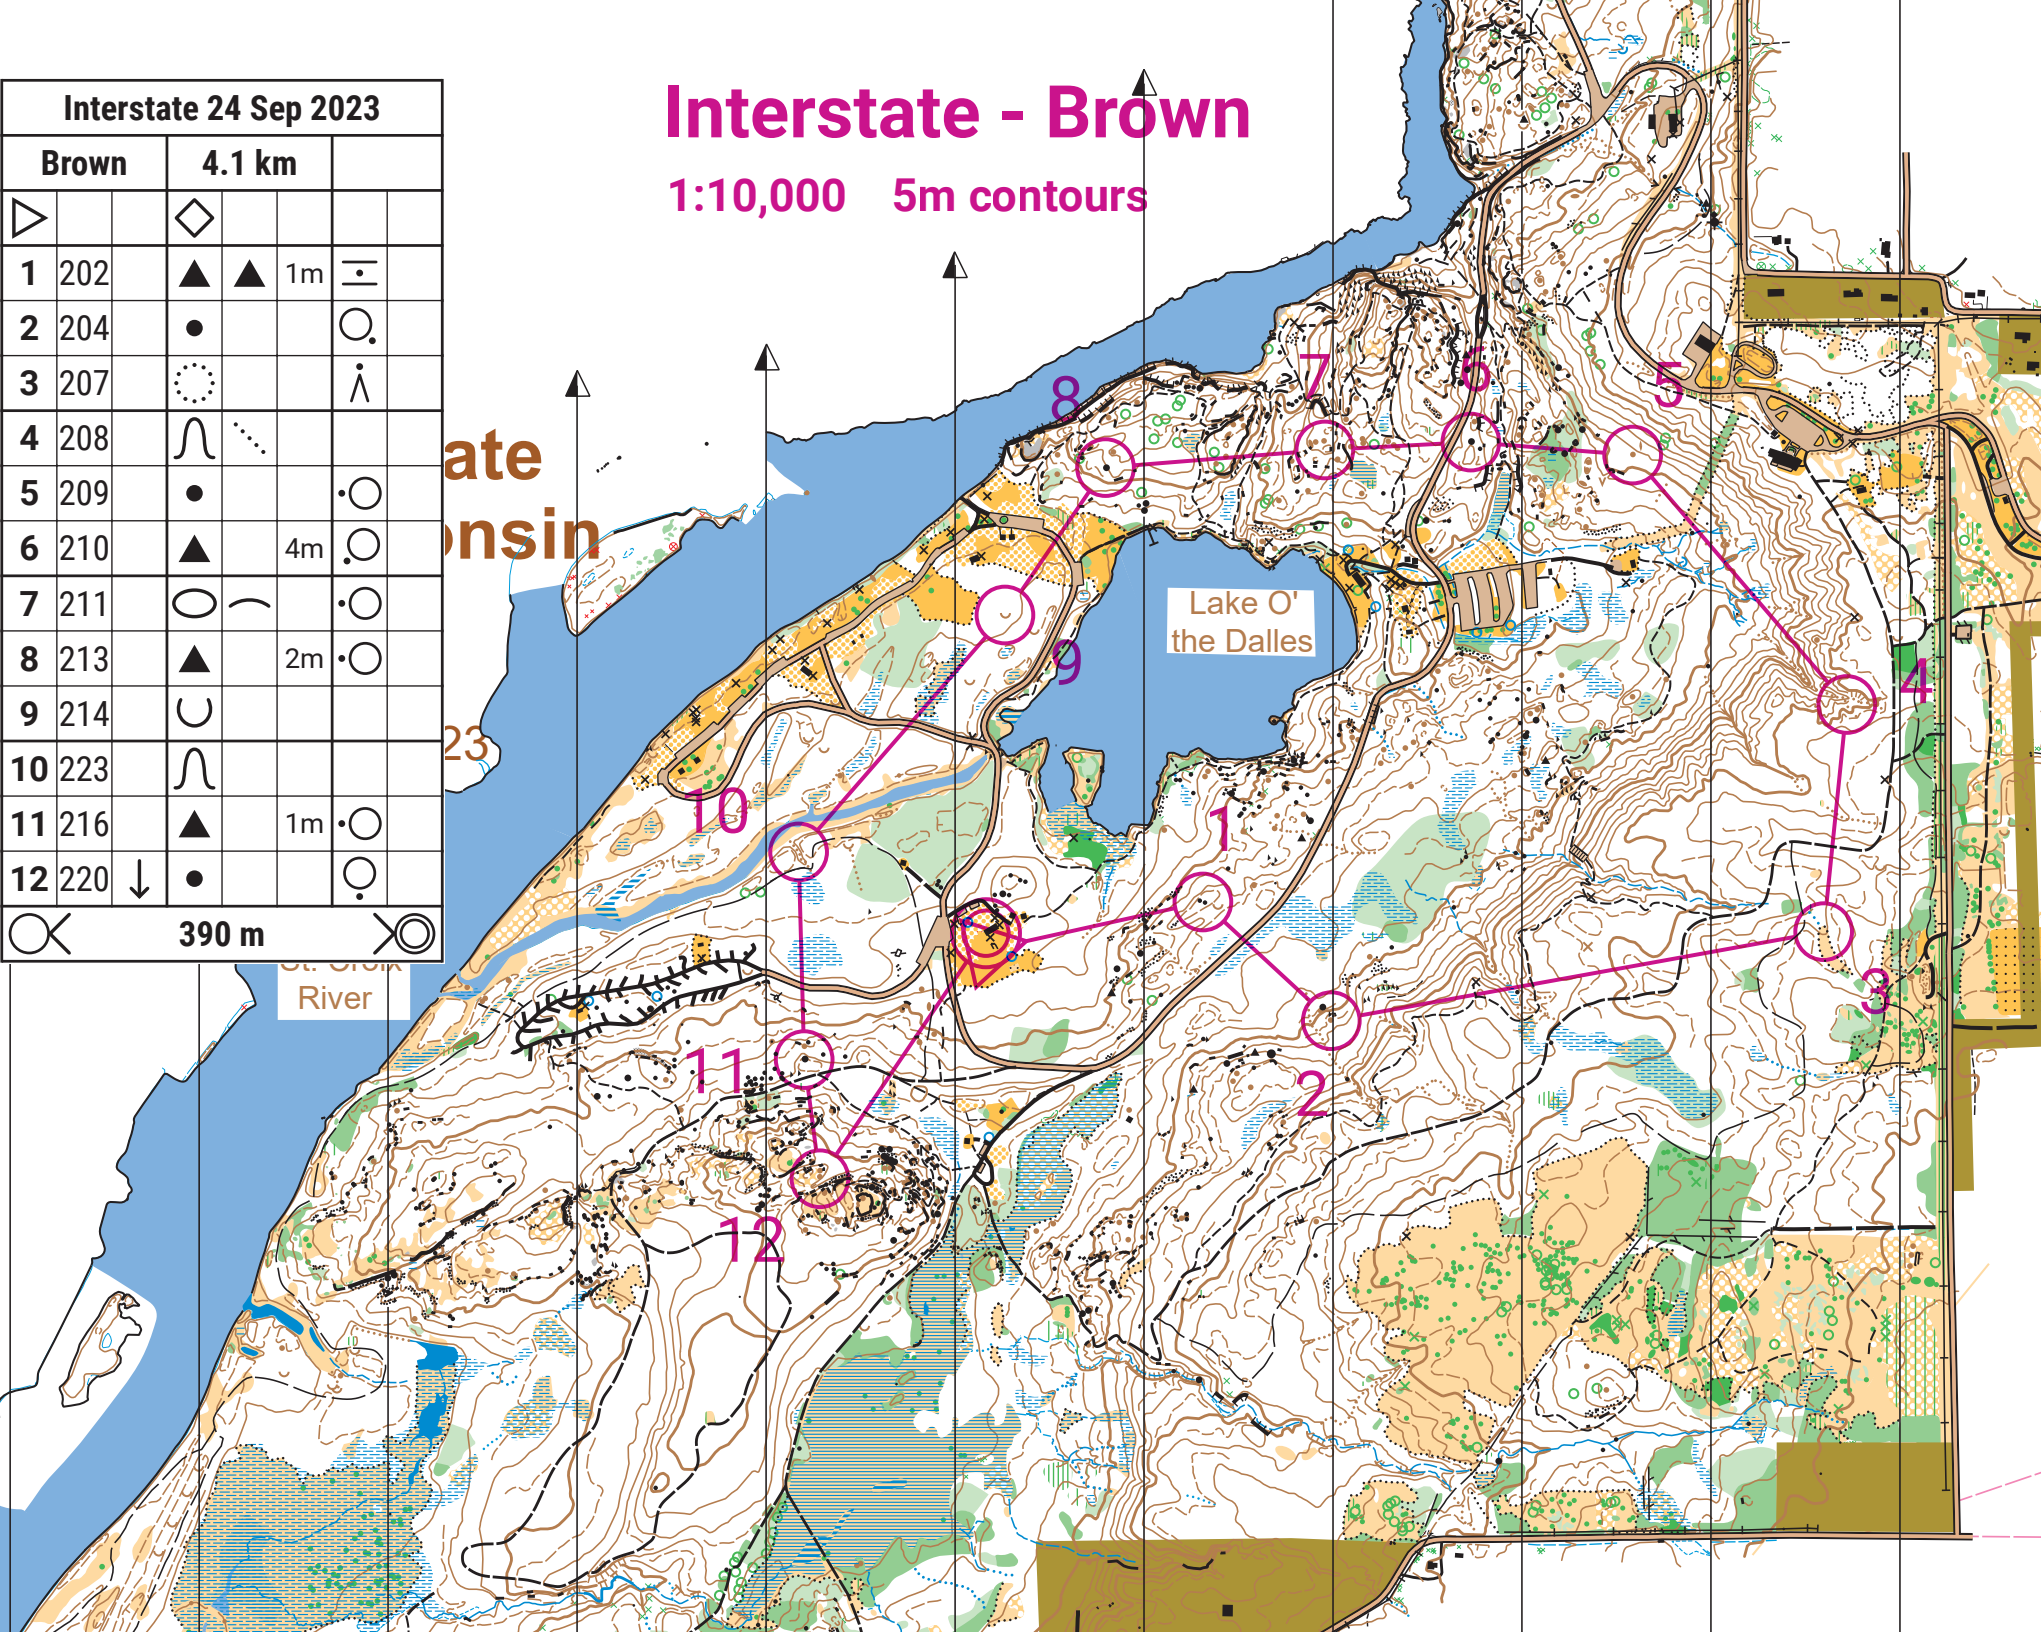 Interstate - Brown
1:10,000 5m contours
Interstate 24 Sep 2023
Brown 4.1 km
1 202 1m
2 204
3 207
4 208
5 209
6 210 4m
7 211
8 213 2m
9 214
10 223
11 216 1m
12 220
390 m
ate
onsin
23
St. Croix
River
Lake O'
the Dalles
8
7
6
5
9
4
10
1
3
11
2
12